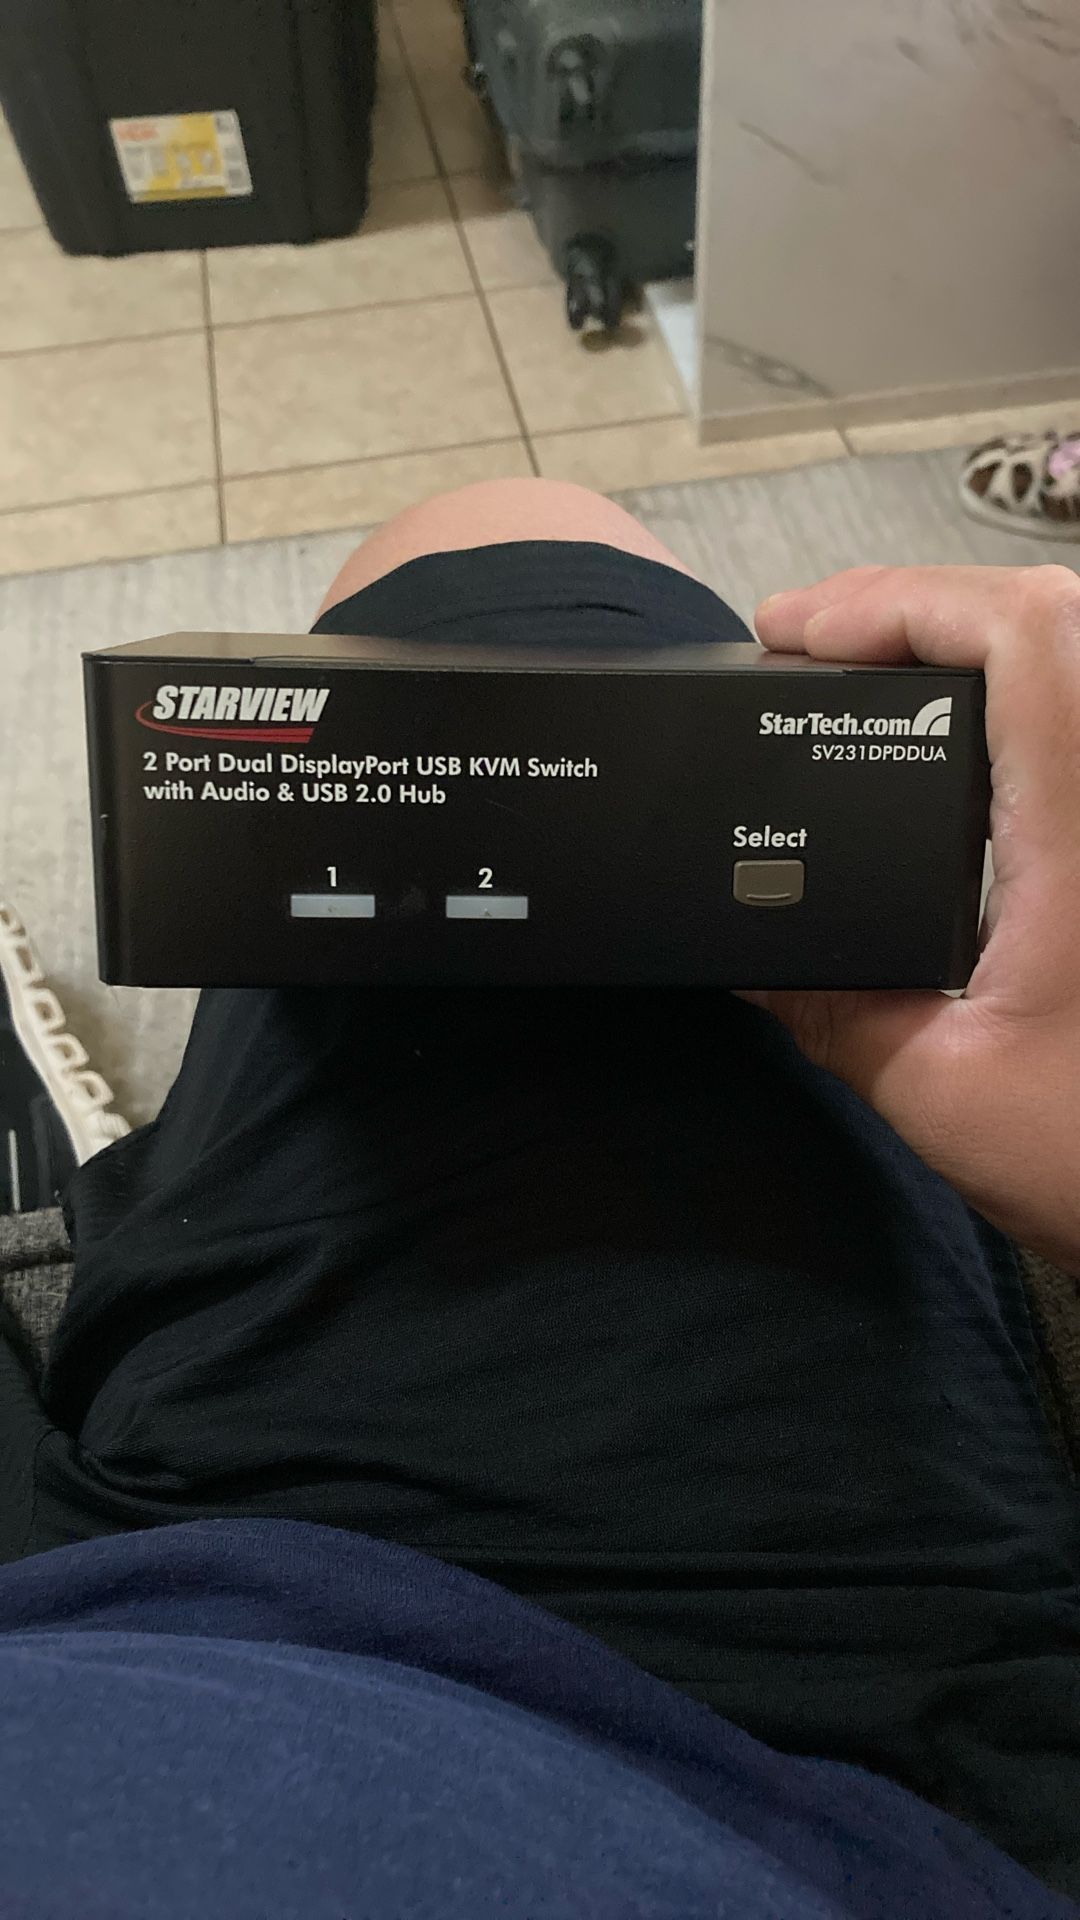 STARVIEW
2 Port Dual DisplayPort USB KVM Switch
with Audio & USB 2.0 Hub
StarTech.com
SV231DPDDUA
Select
1
2